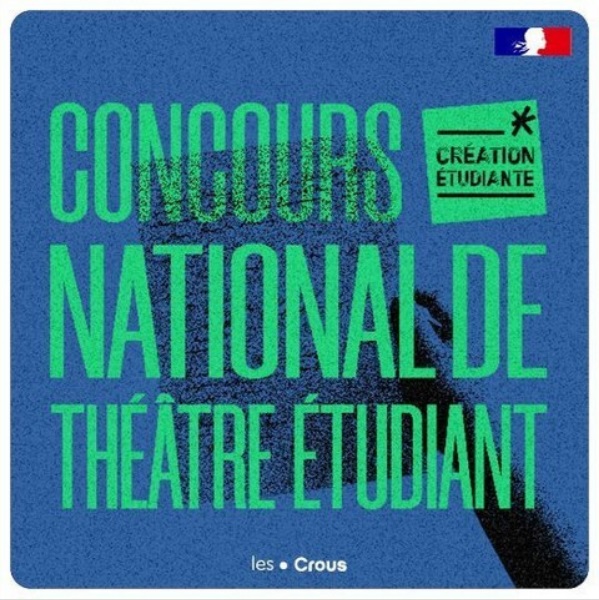 CONCOURS
CRÉATION
ÉTUDIANTE
NATIONAL DE
THÉÂTRE ÉTUDIANT
les • Crous